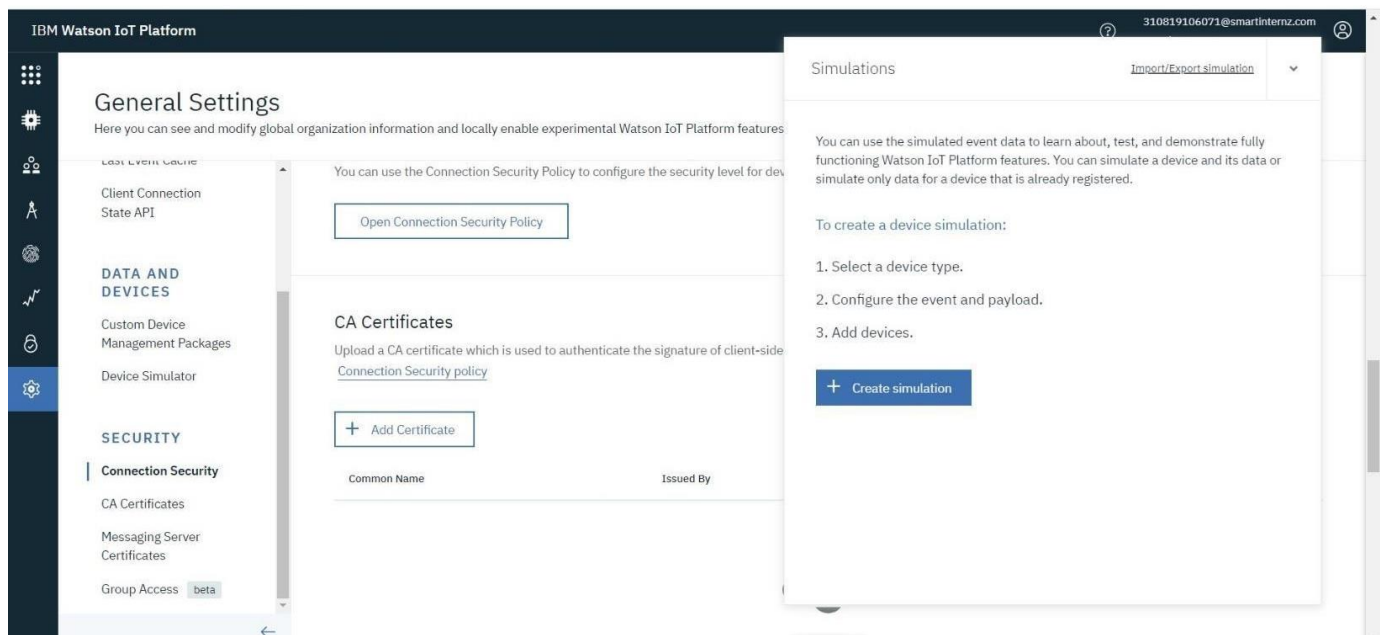 IBM Watson IoT Platform
310819106071@smartinternz.com
General Settings
Here you can see and modify global organization information and locally enable experimental Watson IoT Platform features
Last Event Cache
Client Connection
State API
DATA AND
DEVICES
Custom Device
Management Packages
Device Simulator
SECURITY
Connection Security
CA Certificates
Messaging Server
Certificates
Group Access beta
You can use the Connection Security Policy to configure the security level for dev
Open Connection Security Policy
CA Certificates
Upload a CA certificate which is used to authenticate the signature of client-side
Connection Security policy
+ Add Certificate
Common Name Issued By
Simulations Import/Export simulation
You can use the simulated event data to learn about, test, and demonstrate fully
functioning Watson IoT Platform features. You can simulate a device and its data or
simulate only data for a device that is already registered.
To create a device simulation:
1. Select a device type.
2. Configure the event and payload.
3. Add devices.
+ Create simulation